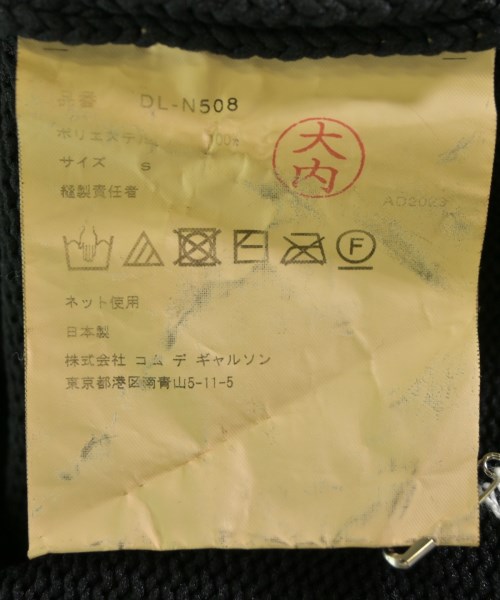 品番 DL-N508
ポリエステル 100%
サイズ S
縫製責任者
大内
AD2023
F
ネット使用
日本製
株式会社 コム デ ギャルソン
東京都港区南青山5-11-5